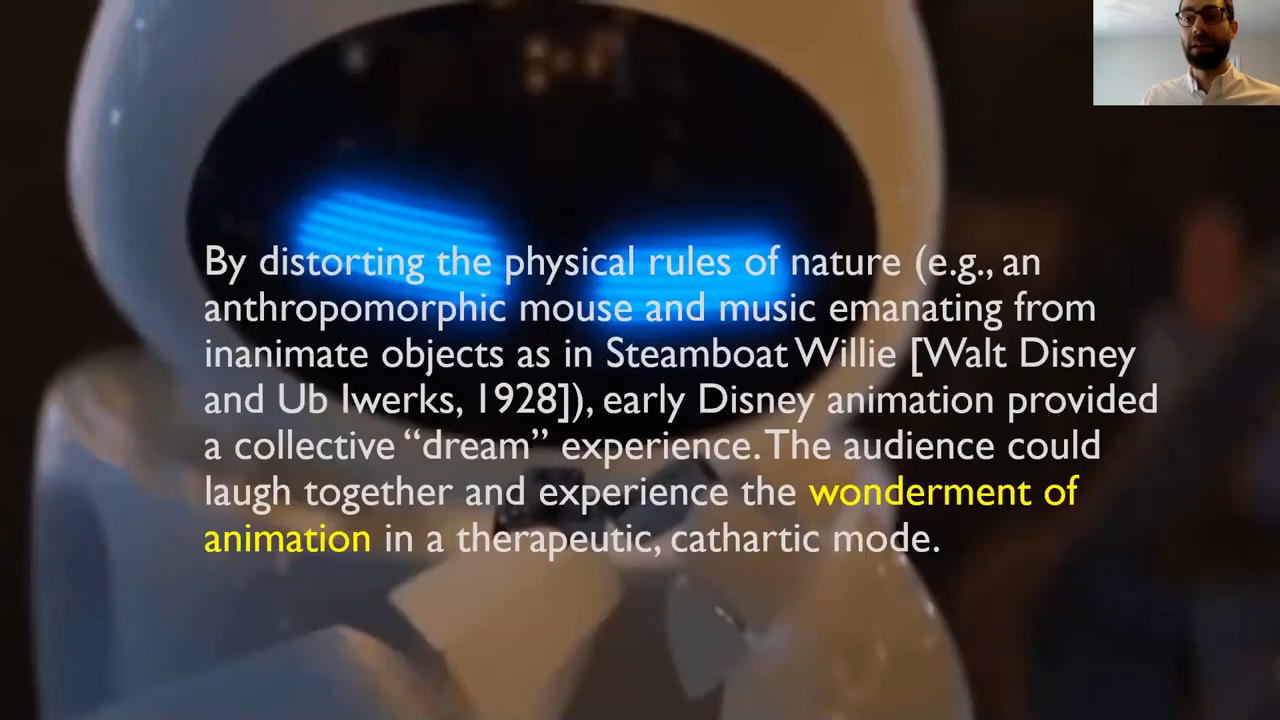 By distorting the physical rules of nature (e.g., an
anthropomorphic mouse and music emanating from
inanimate objects as in Steamboat Willie [Walt Disney
and Ub Iwerks, 1928]), early Disney animation provided
a collective “dream” experience. The audience could
laugh together and experience the wonderment of
animation in a therapeutic, cathartic mode.